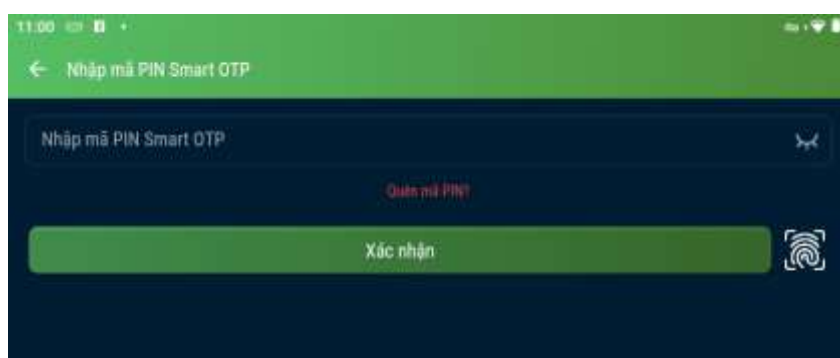 11:00
Nhập mã PIN Smart OTP
Nhập mã PIN Smart OTP
Quên mã PIN?
Xác nhận